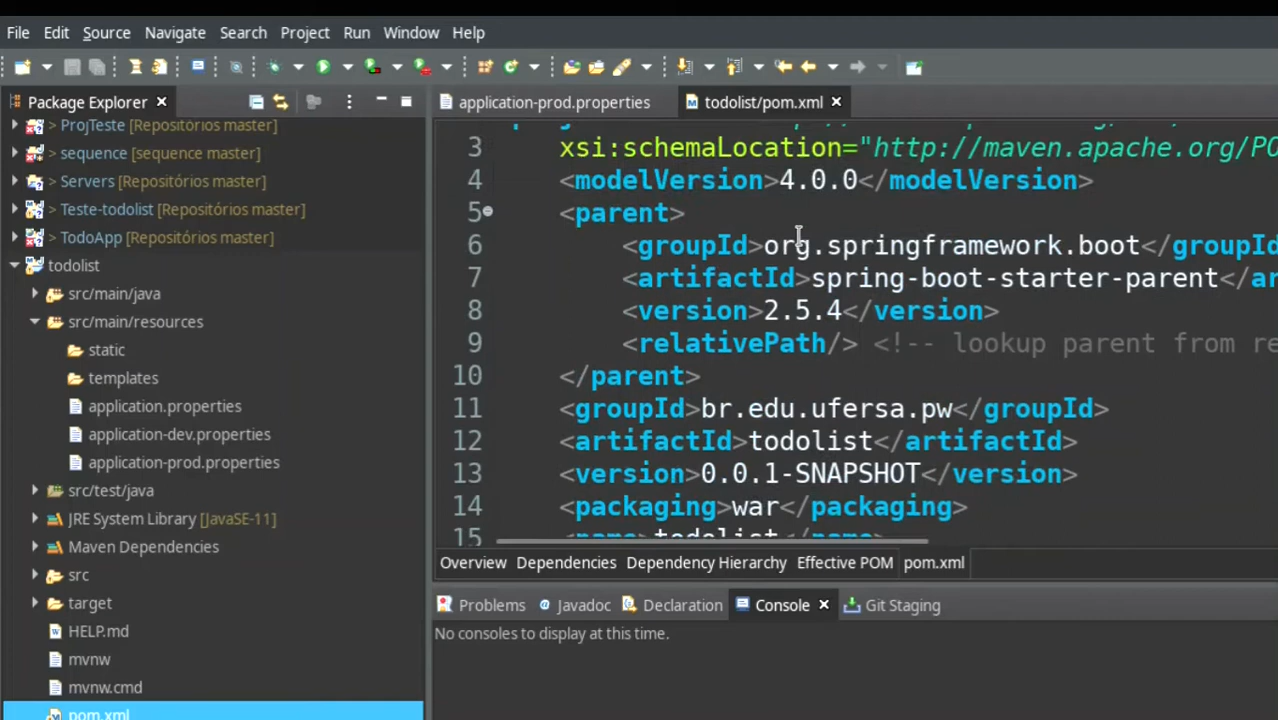 File Edit Source Navigate Search Project Run Window Help
Package Explorer
> ProjTeste [Repositórios master]
> sequence [sequence master]
> Servers [Repositórios master]
> Teste-todolist [Repositórios master]
> TodoApp [Repositórios master]
todolist
src/main/java
src/main/resources
static
templates
application.properties
application-dev.properties
application-prod.properties
src/test/java
JRE System Library [JavaSE-11]
Maven Dependencies
src
target
HELP.md
mvnw
mvnw.cmd
pom.xml
application-prod.properties todolist/pom.xml
3 xsi:schemaLocation="http://maven.apache.org/PO
4 <modelVersion>4.0.0</modelVersion>
5 <parent>
6 <groupId>org.springframework.boot</groupId
7 <artifactId>spring-boot-starter-parent</ar
8 <version>2.5.4</version>
9 <relativePath/> <!-- lookup parent from re
10 </parent>
11 <groupId>br.edu.ufersa.pw</groupId>
12 <artifactId>todolist</artifactId>
13 <version>0.0.1-SNAPSHOT</version>
14 <packaging>war</packaging>
15 <name>todolist</name>
Overview Dependencies Dependency Hierarchy Effective POM pom.xml
Problems Javadoc Declaration Console Git Staging
No consoles to display at this time.